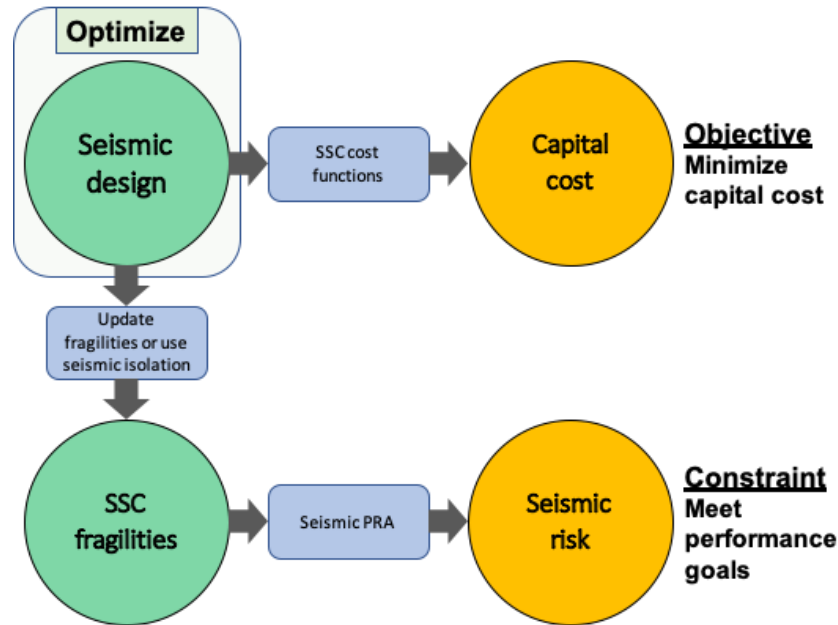 Optimize
Seismic
design
SSC cost
functions
Capital
cost
Objective
Minimize
capital cost
Update
fragilities or use
seismic isolation
SSC
fragilities
Seismic PRA
Seismic
risk
Constraint
Meet
performance
goals